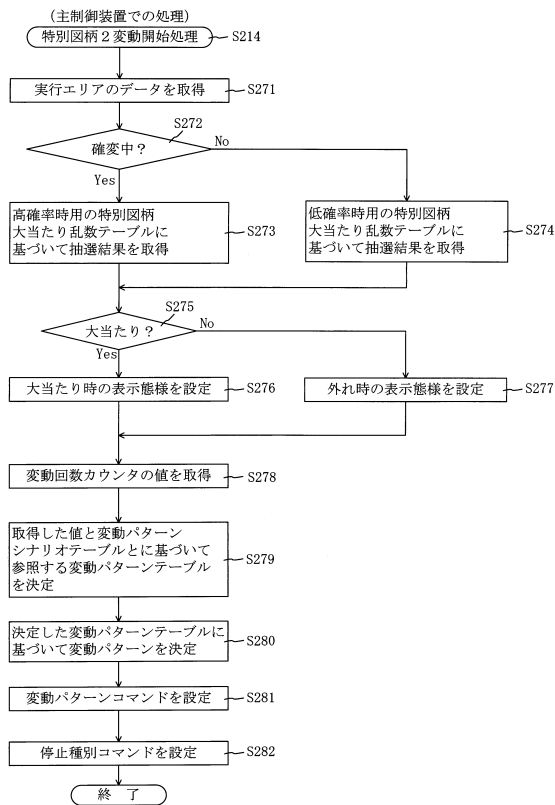 (主制御装置での処理)
特別図柄２変動開始処理
S214
実行エリアのデータを取得
S271
S272
確変中？
No
Yes
高確率時用の特別図柄
大当たり乱数テーブルに
基づいて抽選結果を取得
S273
低確率時用の特別図柄
大当たり乱数テーブルに
基づいて抽選結果を取得
S274
S275
大当たり？
No
Yes
大当たり時の表示態様を設定
S276
外れ時の表示態様を設定
S277
変動回数カウンタの値を取得
S278
取得した値と変動パターン
シナリオテーブルとに基づいて
参照する変動パターンテーブル
を決定
S279
決定した変動パターンテーブルに
基づいて変動パターンを決定
S280
変動パターンコマンドを設定
S281
停止種別コマンドを設定
S282
終 了